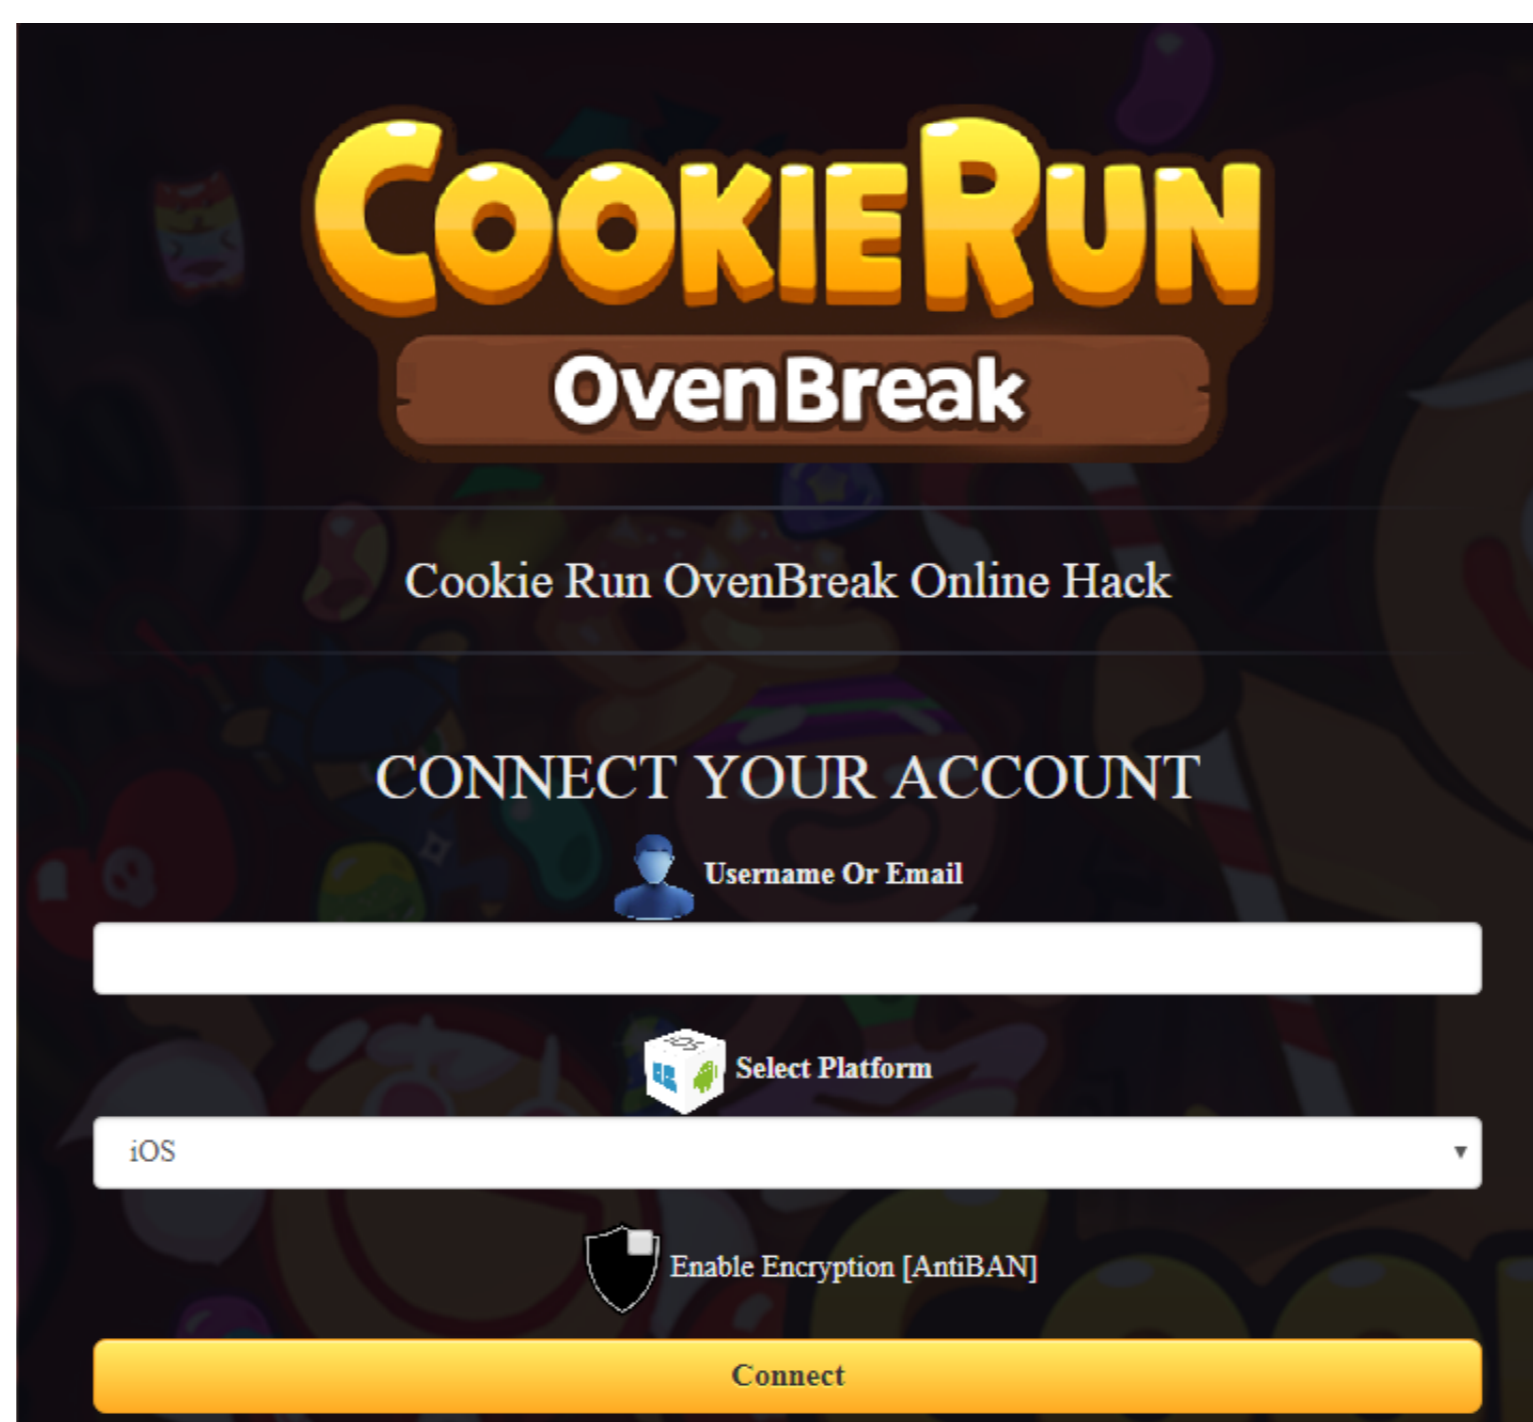 COOKIERUN
OvenBreak
Cookie Run OvenBreak Online Hack
CONNECT YOUR ACCOUNT
Username Or Email
iOS
Select Platform
iOS
Enable Encryption [AntiBAN]
Connect